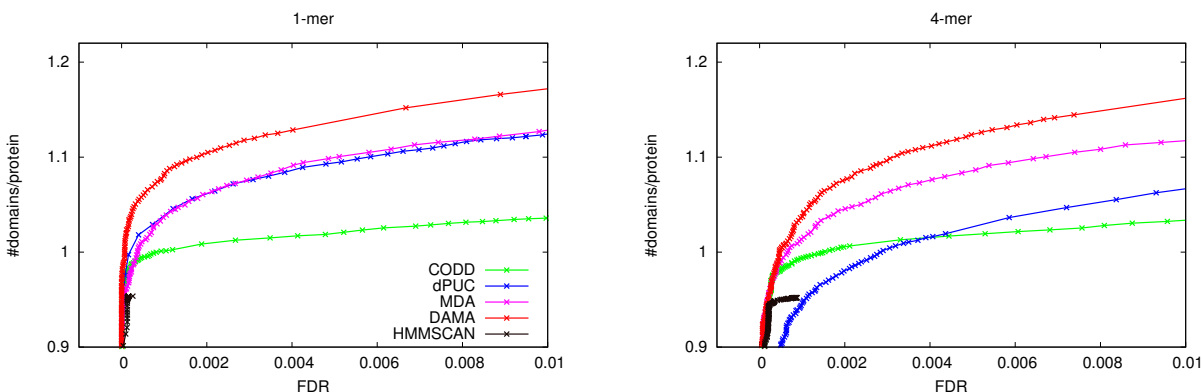 1-mer
1.2
1.1
1
0.9
#domains/protein
0
0.002
0.004
0.006
0.008
0.01
FDR
CODD
dPUC
MDA
DAMA
HMMSCAN
4-mer
1.2
1.1
1
0.9
#domains/protein
0
0.002
0.004
0.006
0.008
0.01
FDR